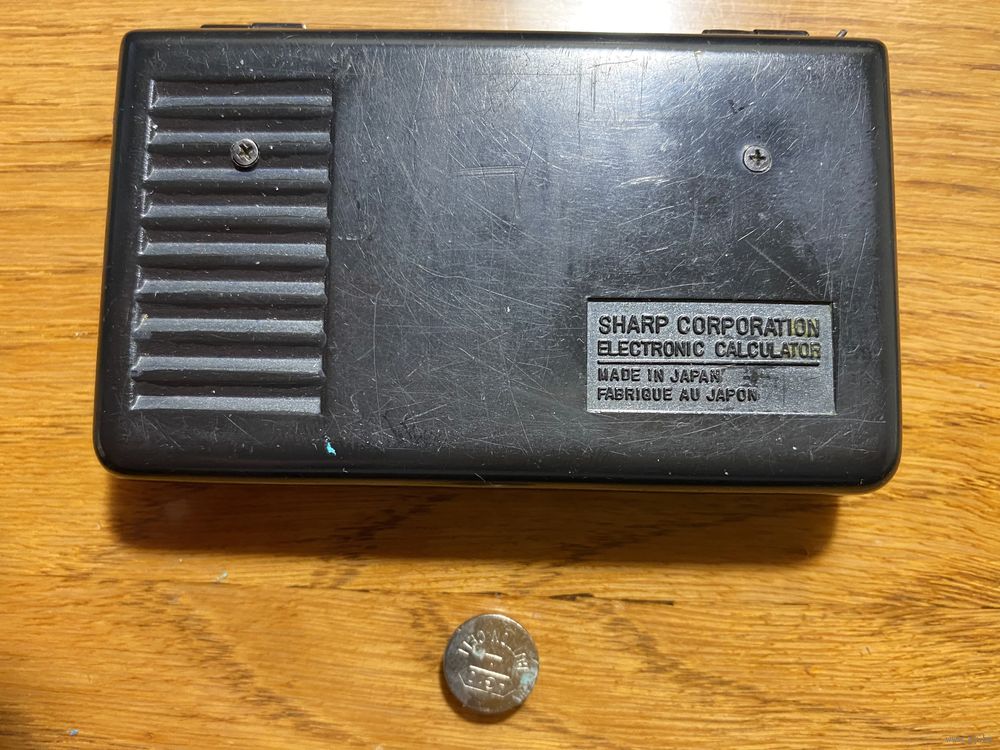 SHARP CORPORATION
ELECTRONIC CALCULATOR
MADE IN JAPAN
FABRIQUE AU JAPON